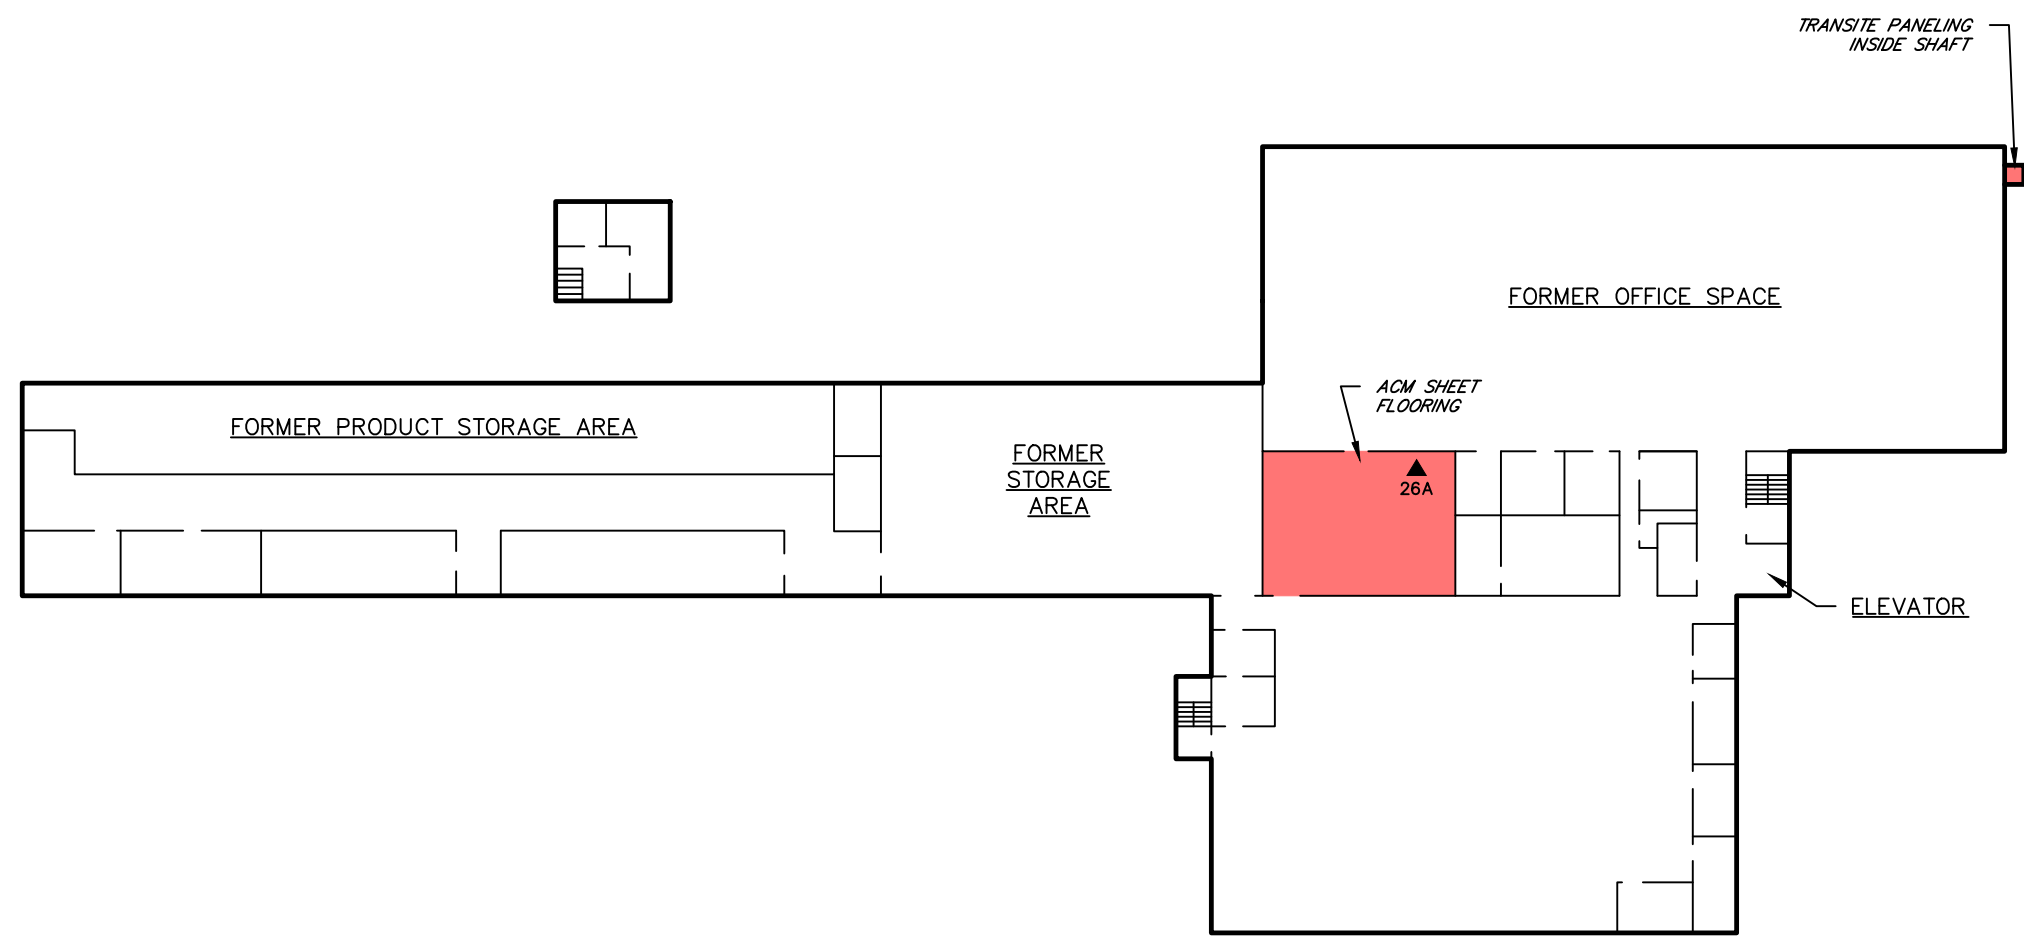 TRANSITE PANELING
INSIDE SHAFT
FORMER OFFICE SPACE
ACM SHEET
FLOORING
FORMER PRODUCT STORAGE AREA
FORMER
STORAGE
AREA
26A
ELEVATOR